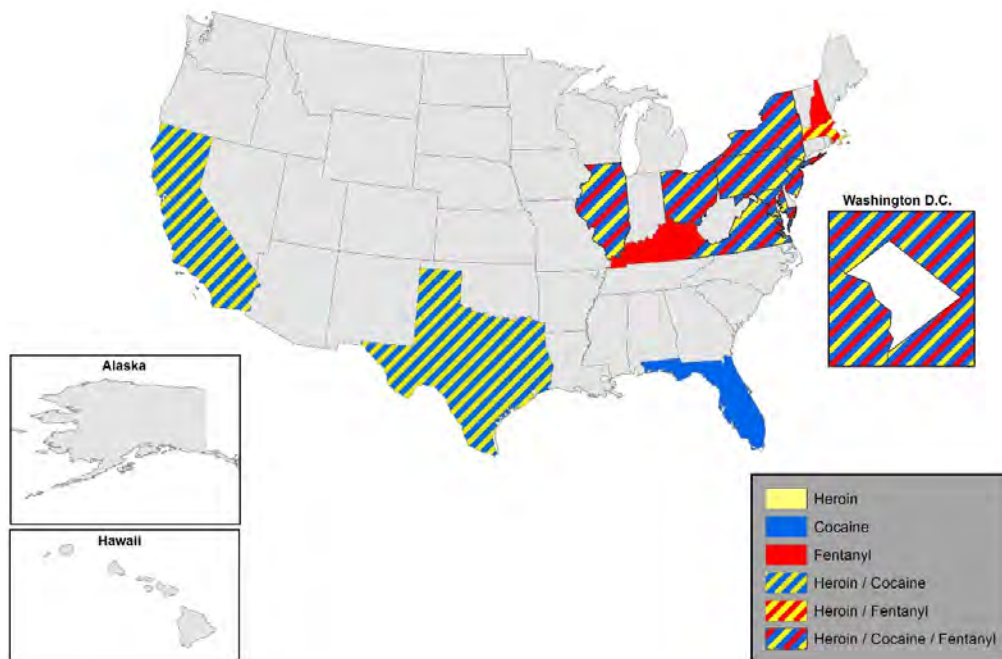 Washington D.C.
Alaska
Hawaii
Heroin
Cocaine
Fentanyl
Heroin / Cocaine
Heroin / Fentanyl
Heroin / Cocaine / Fentanyl